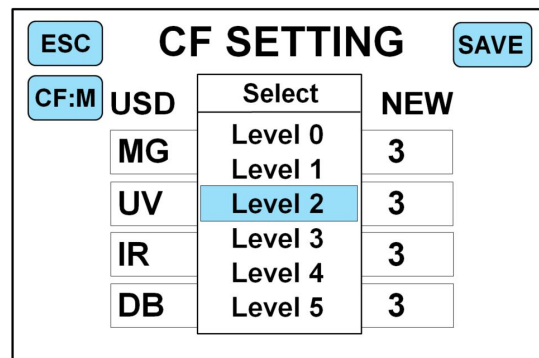 ESC CF SETTING SAVE
CF:M USD Select NEW
MG Level 0 3
Level 1
UV Level 2 3
IR Level 3 3
Level 4
DB Level 5 3